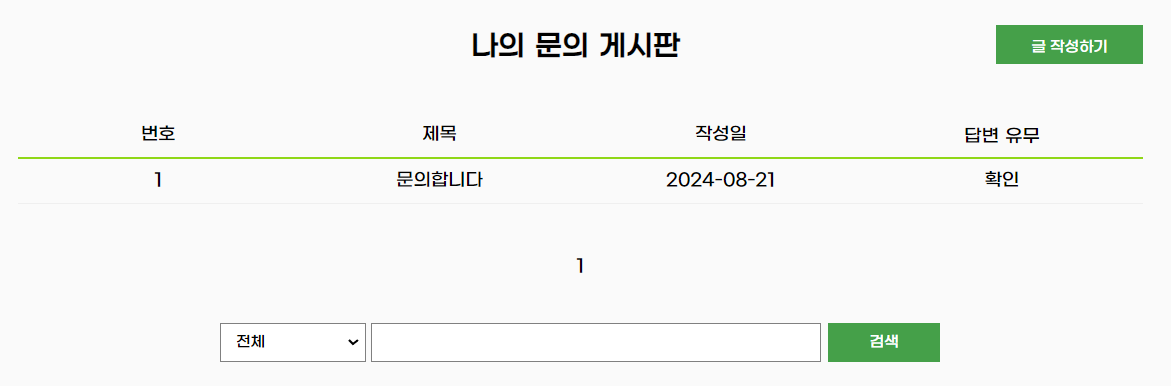 나의 문의 게시판
글 작성하기
번호 제목 작성일 답변 유무
1 문의합니다 2024-08-21 확인
1
전체 검색